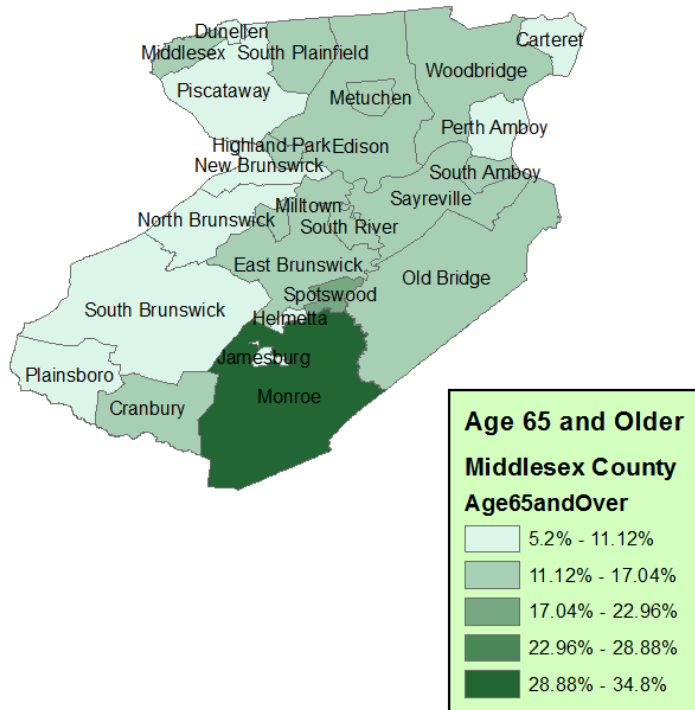 Dunellen
Carteret
Middlesex
South Plainfield
Woodbridge
Piscataway
Metuchen
Perth Amboy
Highland Park
Edison
New Brunswick
South Amboy
Milltown
Sayreville
North Brunswick
South River
East Brunswick
Old Bridge
Spotswood
South Brunswick
Helmetta
Jamesburg
Plainsboro
Monroe
Cranbury
Age 65 and Older
Middlesex County
Age65andOver
5.2% - 11.12%
11.12% - 17.04%
17.04% - 22.96%
22.96% - 28.88%
28.88% - 34.8%